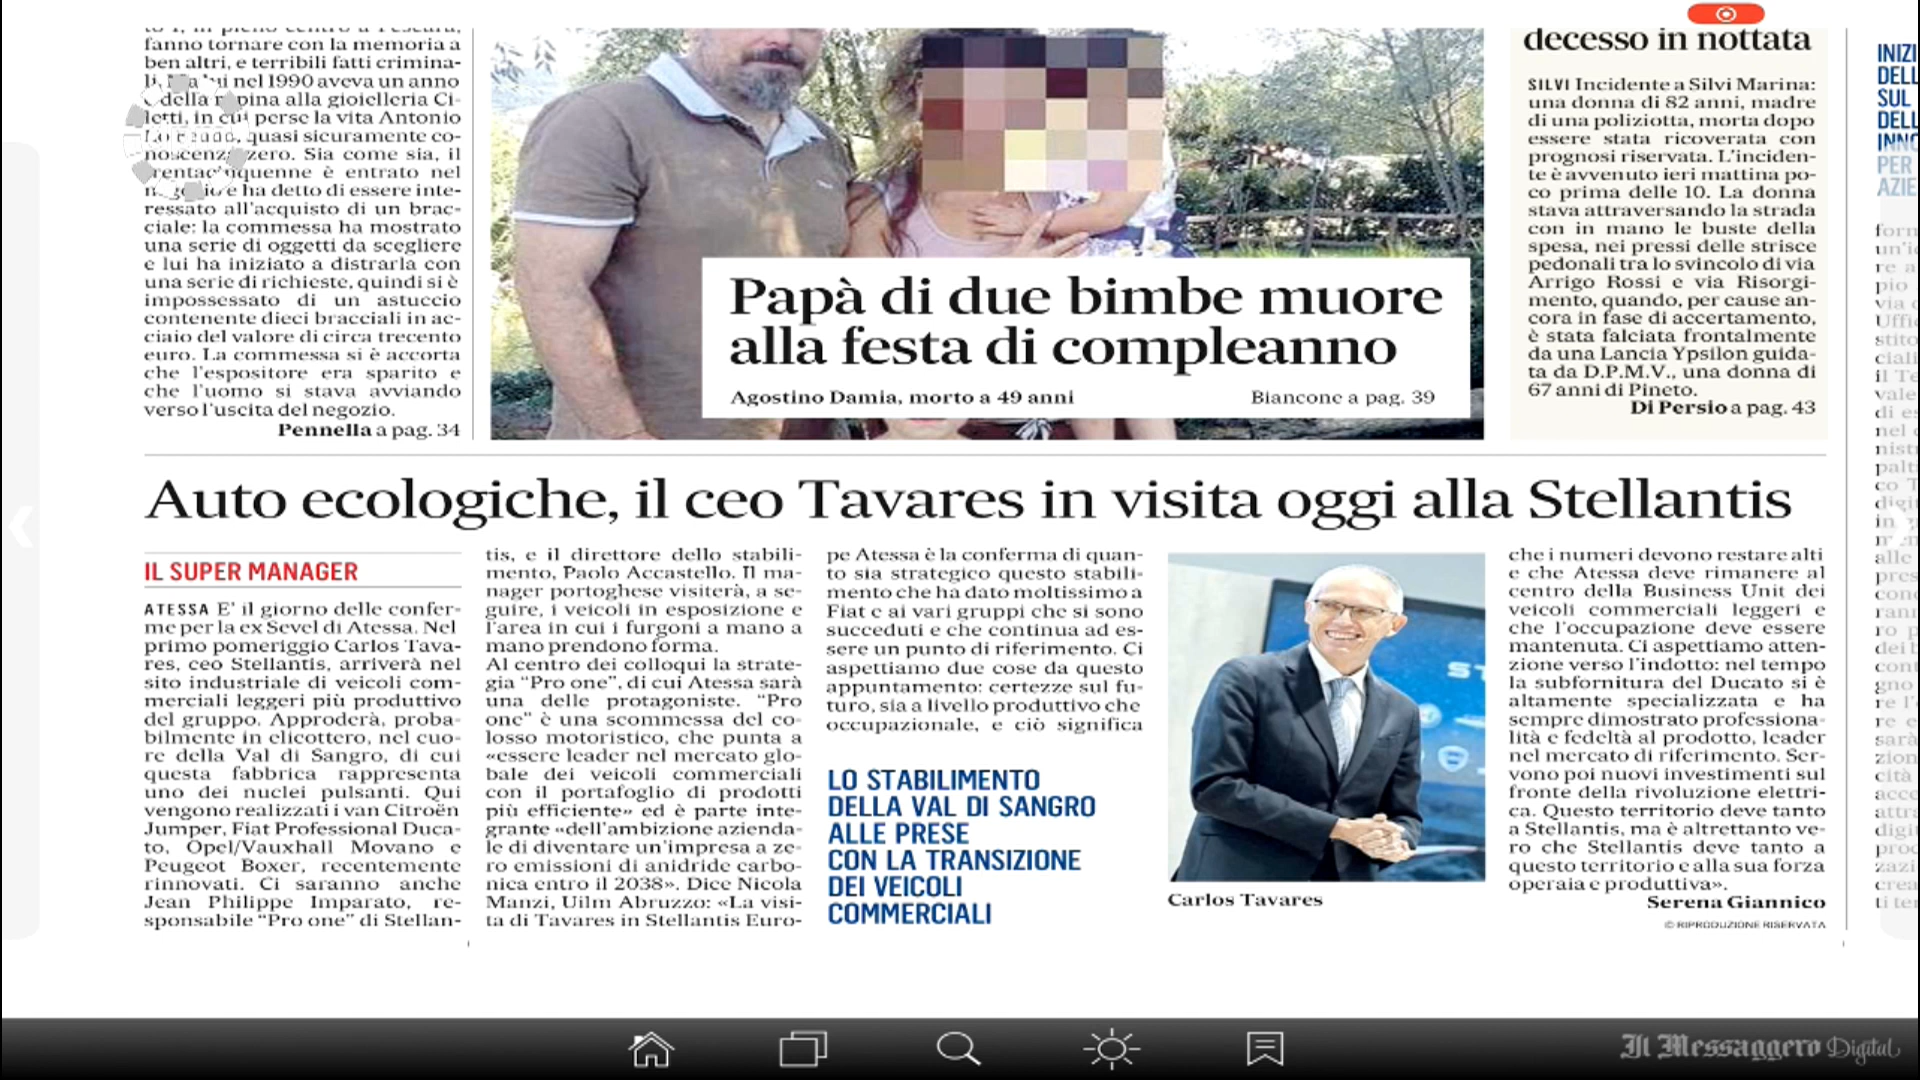 fanno tornare con la memoria a
ben altri, e terribili fatti crimina-
nel 1990 aveva un anno
della rapina alla gioielleria Ci-
letti, in cui perse la vita Antonio
quasi sicuramente co-
noscenza zero. Sia come sia, il
trentacinquenne è entrato nel
negozio e ha detto di essere inte-
ressato all'acquisto di un brac-
ciale: la commessa ha mostrato
una serie di oggetti da scegliere
e lui ha iniziato a distrarla con
una serie di richieste, quindi si è
impossessato di un astuccio
contenente dieci bracciali in ac-
ciaio del valore di circa trecento
euro. La commessa si è accorta
che l'espositore era sparito e
che l'uomo si stava avviando
verso l'uscita del negozio.
Pennella a pag. 34
Papà di due bimbe muore
alla festa di compleanno
Agostino Damia, morto a 49 anni
Biancone a pag. 39
decesso in nottata
SILVI Incidente a Silvi Marina:
una donna di 82 anni, madre
di una poliziotta, morta dopo
essere stata ricoverata con
prognosi riservata. L'inciden-
te è avvenuto ieri mattina po-
co prima delle 10. La donna
stava attraversando la strada
con in mano le buste della
spesa, nei pressi delle strisce
pedonali tra lo svincolo di via
Arrigo Rossi e via Risorgi-
mento, quando, per cause an-
cora in fase di accertamento,
è stata falciata frontalmente
da una Lancia Ypsilon guida-
ta da D.P.M.V., una donna di
67 anni di Pineto.
Di Persio a pag. 43
Auto ecologiche, il ceo Tavares in visita oggi alla Stellantis
IL SUPER MANAGER
ATESSA E' il giorno delle confer-
me per la ex Sevel di Atessa. Nel
primo pomeriggio Carlos Tava-
res, ceo Stellantis, arriverà nel
sito industriale di veicoli com-
merciali leggeri più produttivo
del gruppo. Approderà, proba-
bilmente in elicottero, nel cuo-
re della Val di Sangro, di cui
questa fabbrica rappresenta
uno dei nuclei pulsanti. Qui
vengono realizzati i van Citroën
Jumper, Fiat Professional Duca-
to, Opel/Vauxhall Movano e
Peugeot Boxer, recentemente
rinnovati. Ci saranno anche
Jean Philippe Imparato, re-
sponsabile "Pro one" di Stellan-
tis, e il direttore dello stabili-
mento, Paolo Accastello. Il ma-
nager portoghese visiterà, a se-
guire, i veicoli in esposizione e
l'area in cui i furgoni a mano a
mano prendono forma.
Al centro dei colloqui la strate-
gia "Pro one", di cui Atessa sarà
una delle protagoniste. "Pro
one" è una scommessa del co-
losso motoristico, che punta a
«essere leader nel mercato glo-
bale dei veicoli commerciali
con il portafoglio di prodotti
più efficiente» ed è parte inte-
grante «dell'ambizione azienda-
le di diventare un'impresa a ze-
ro emissioni di anidride carbo-
nica entro il 2038». Dice Nicola
Manzi, Uilm Abruzzo: «La visi-
ta di Tavares in Stellantis Euro-
pe Atessa è la conferma di quan-
to sia strategico questo stabili-
mento che ha dato moltissimo a
Fiat e ai vari gruppi che si sono
succeduti e che continua ad es-
sere un punto di riferimento. Ci
aspettiamo due cose da questo
appuntamento: certezze sul fu-
turo, sia a livello produttivo che
occupazionale, e ciò significa
LO STABILIMENTO
DELLA VAL DI SANGRO
ALLE PRESE
CON LA TRANSIZIONE
DEI VEICOLI
COMMERCIALI
Carlos Tavares
che i numeri devono restare alti
e che Atessa deve rimanere al
centro della Business Unit dei
veicoli commerciali leggeri e
che l'occupazione deve essere
mantenuta. Ci aspettiamo atten-
zione verso l'indotto: nel tempo
la subfornitura del Ducato si è
altamente specializzata e ha
sempre dimostrato professiona-
lità e fedeltà al prodotto, leader
nel mercato di riferimento. Ser-
vono poi nuovi investimenti sul
fronte della rivoluzione elettri-
ca. Questo territorio deve tanto
a Stellantis, ma è altrettanto ve-
ro che Stellantis deve tanto a
questo territorio e alla sua forza
operaia e produttiva».
Serena Giannico
© RIPRODUZIONE RISERVATA
SUL
PER
Il Messaggero Digital